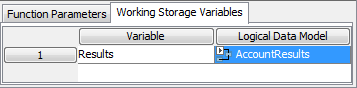 Function Parameters Working Storage Variables
Variable Logical Data Model
1 Results AccountResults